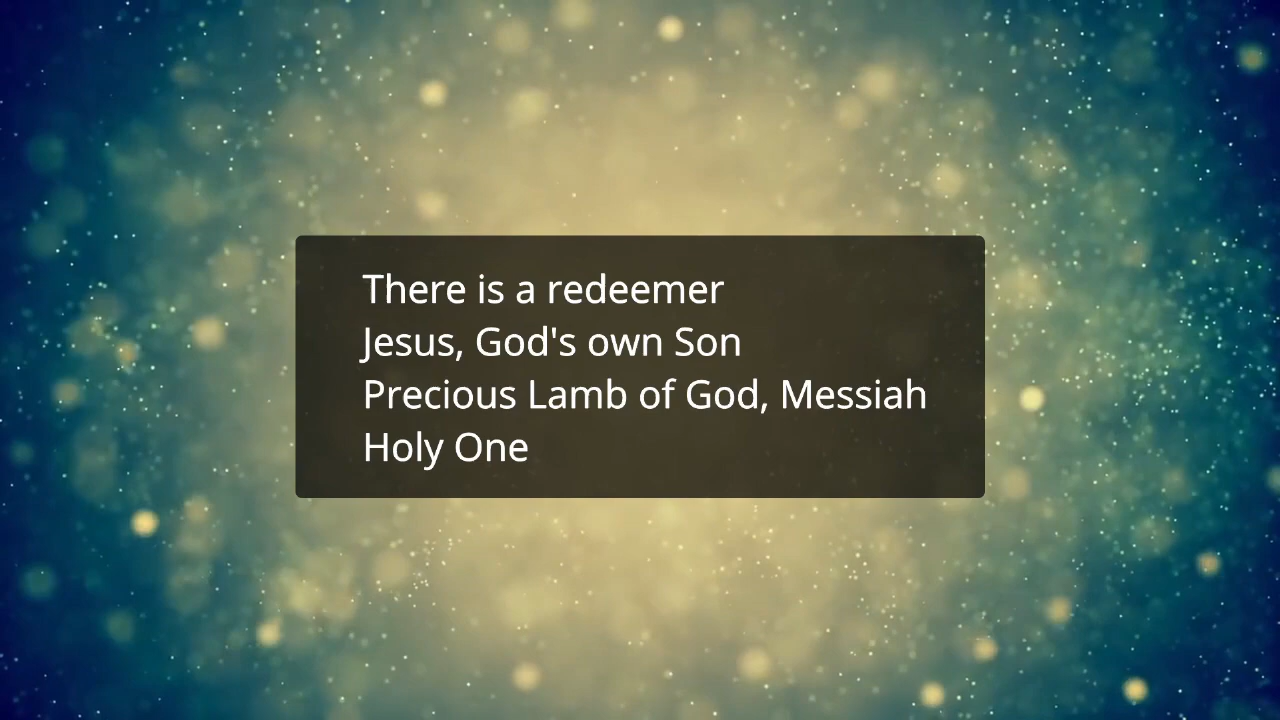 There is a redeemer
Jesus, God's own Son
Precious Lamb of God, Messiah
Holy One